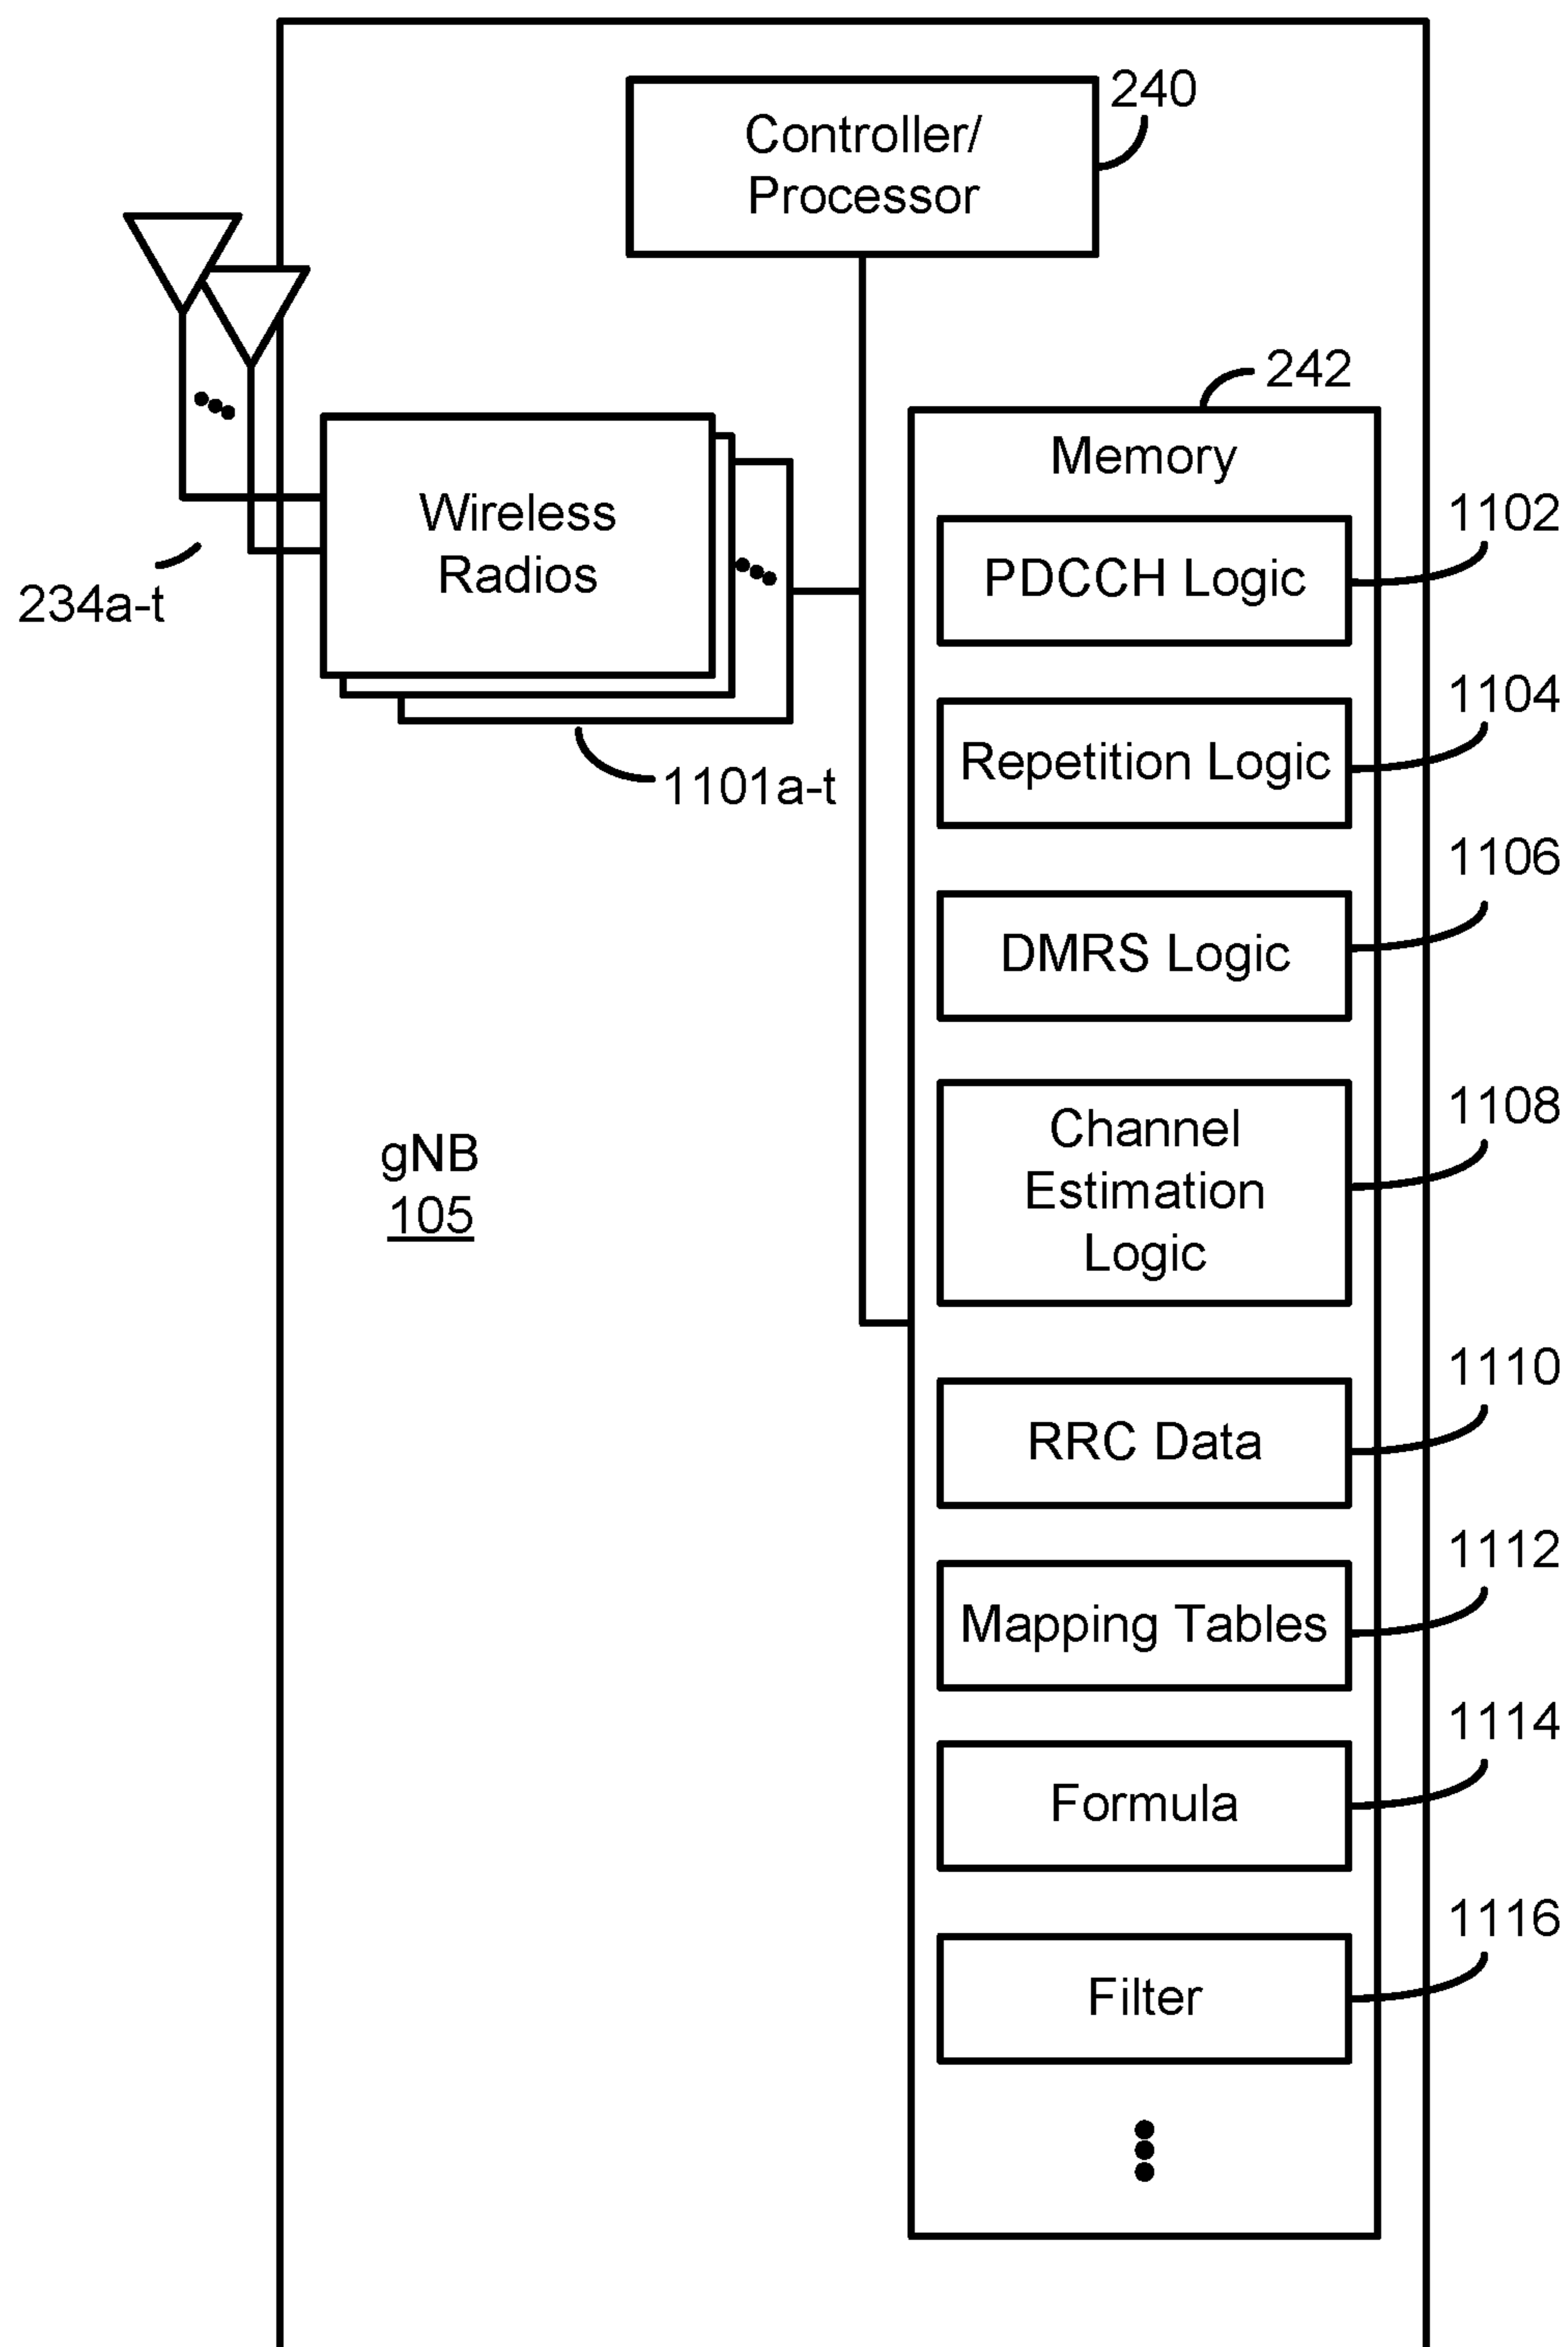 240
Controller/
Processor
242
Memory
Wireless
Radios
1102
PDCCH Logic
234a-t
1104
Repetition Logic
1101a-t
1106
DMRS Logic
1108
Channel
Estimation
Logic
gNB
105
1110
RRC Data
1112
Mapping Tables
1114
Formula
1116
Filter